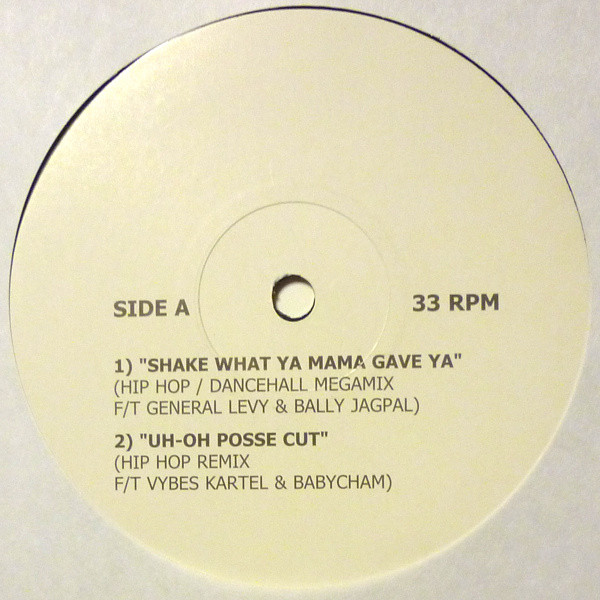 SIDE A
33 RPM
1) "SHAKE WHAT YA MAMA GAVE YA"
(HIP HOP / DANCEHALL MEGAMIX
F/T GENERAL LEVY & BALLY JAGPAL)
2) "UH-OH POSSE CUT"
(HIP HOP REMIX
F/T VYBES KARTEL & BABYCHAM)